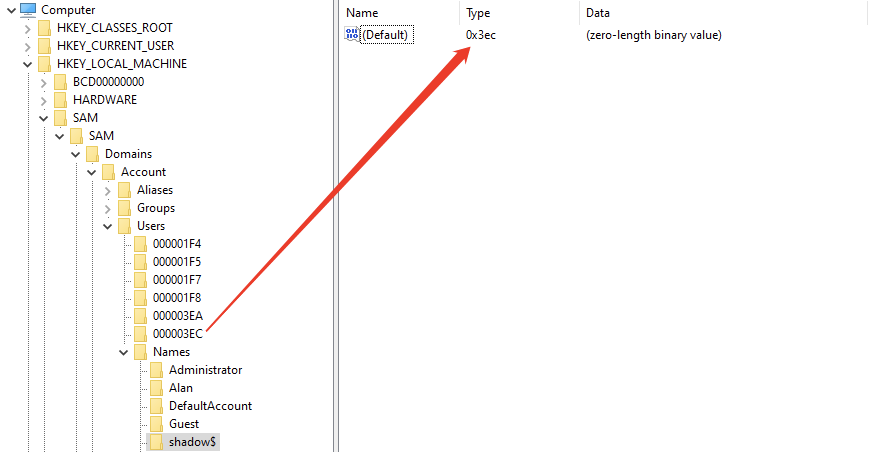 Computer
HKEY_CLASSES_ROOT
HKEY_CURRENT_USER
HKEY_LOCAL_MACHINE
BCD00000000
HARDWARE
SAM
SAM
Domains
Account
Aliases
Groups
Users
000001F4
000001F5
000001F7
000001F8
000003EA
000003EC
Names
Administrator
Alan
DefaultAccount
Guest
shadow$
Name Type Data
(Default) 0x3ec (zero-length binary value)